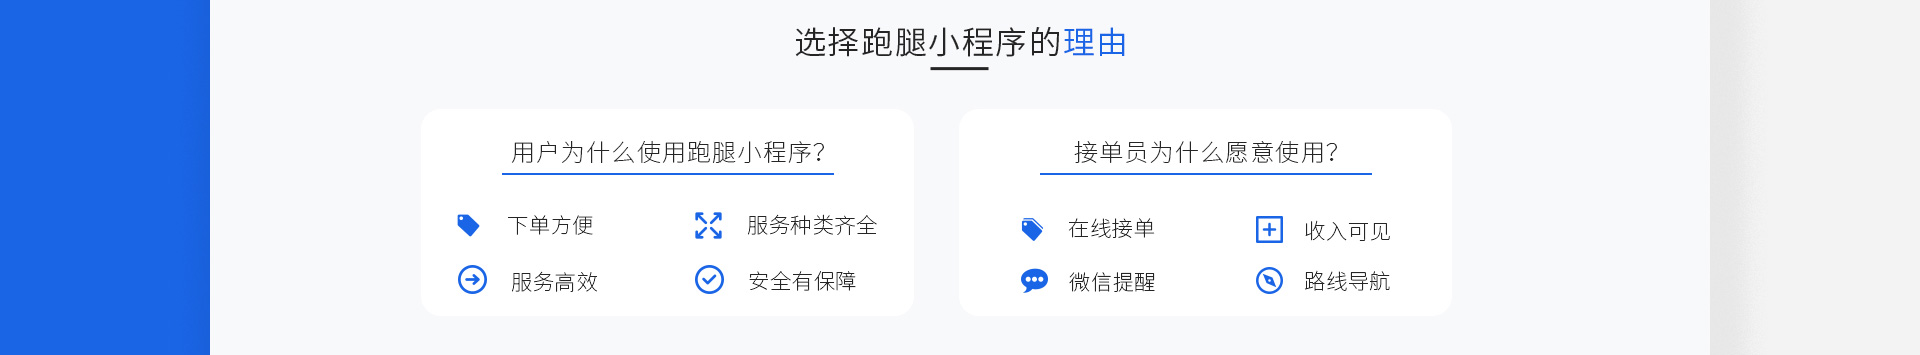 选择跑腿小程序的理由
用户为什么使用跑腿小程序?
下单方便
服务种类齐全
服务高效
安全有保障
接单员为什么愿意使用?
在线接单
收入可见
微信提醒
路线导航